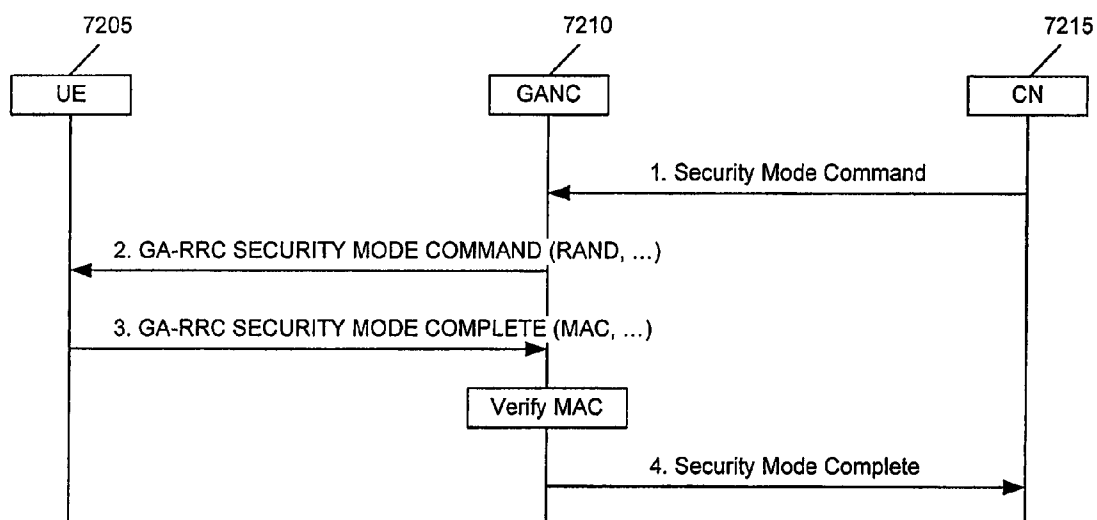 7205
7210
7215
UE
GANC
CN
1. Security Mode Command
2. GA-RRC SECURITY MODE COMMAND (RAND, ...)
3. GA-RRC SECURITY MODE COMPLETE (MAC, ...)
Verify MAC
4. Security Mode Complete